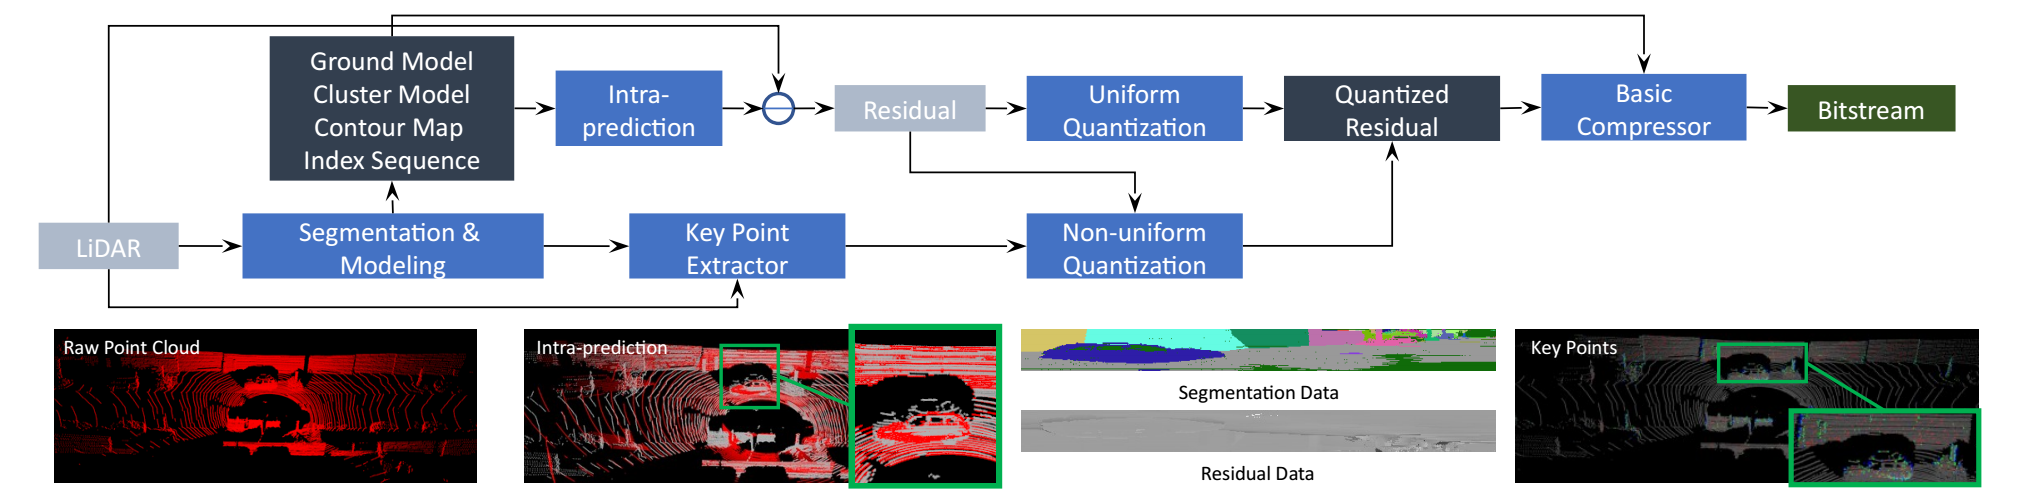 Ground Model
Cluster Model
Contour Map
Index Sequence
Intra-
prediction
Residual
Uniform
Quantization
Quantized
Residual
Basic
Compressor
Bitstream
LiDAR
Segmentation &
Modeling
Key Point
Extractor
Non-uniform
Quantization
Raw Point Cloud
Intra-prediction
Segmentation Data
Residual Data
Key Points